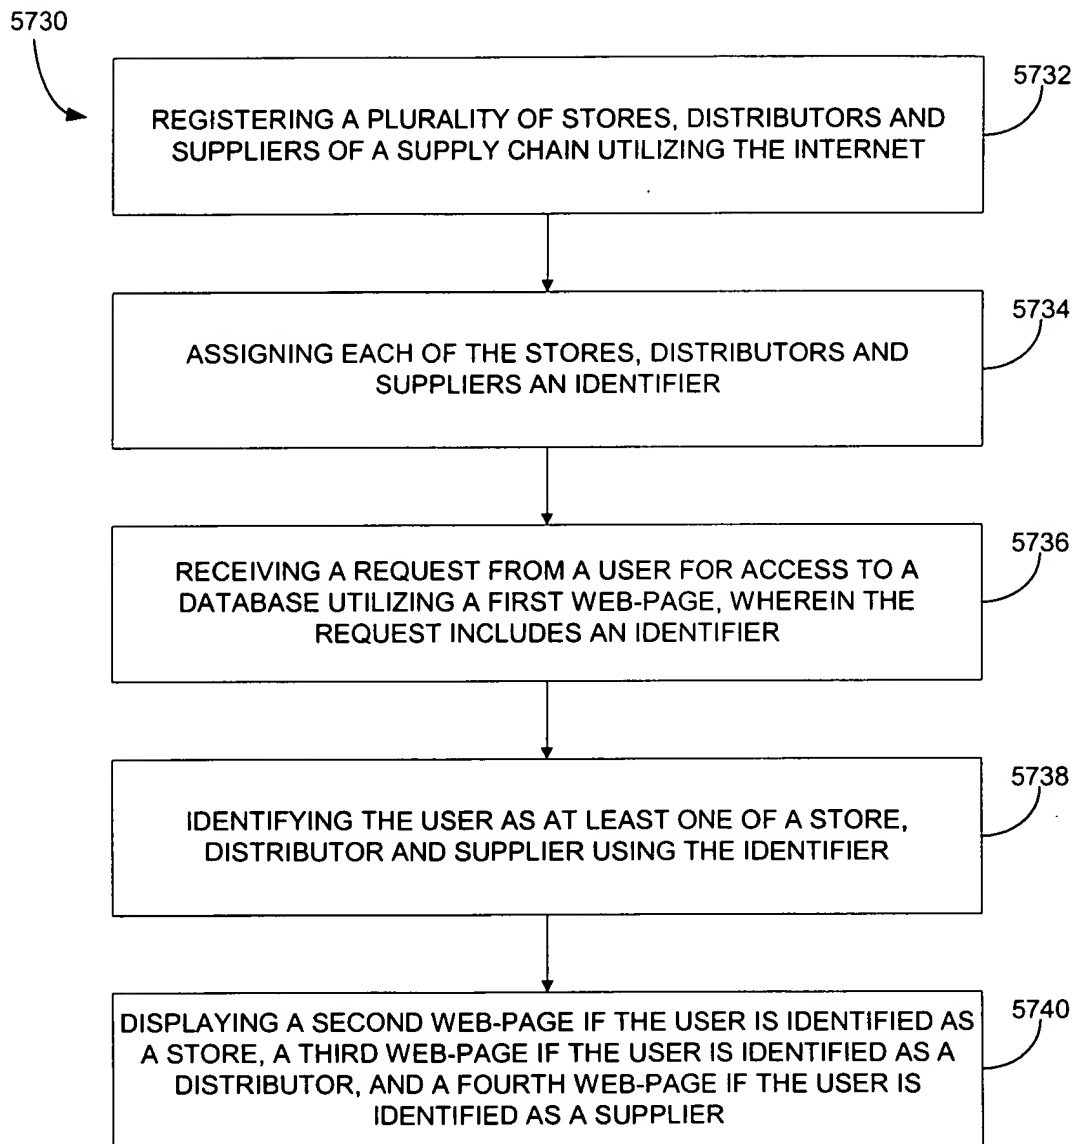 5730
5732
REGISTERING A PLURALITY OF STORES, DISTRIBUTORS AND
SUPPLIERS OF A SUPPLY CHAIN UTILIZING THE INTERNET
5734
ASSIGNING EACH OF THE STORES, DISTRIBUTORS AND
SUPPLIERS AN IDENTIFIER
5736
RECEIVING A REQUEST FROM A USER FOR ACCESS TO A
DATABASE UTILIZING A FIRST WEB-PAGE, WHEREIN THE
REQUEST INCLUDES AN IDENTIFIER
5738
IDENTIFYING THE USER AS AT LEAST ONE OF A STORE,
DISTRIBUTOR AND SUPPLIER USING THE IDENTIFIER
5740
DISPLAYING A SECOND WEB-PAGE IF THE USER IS IDENTIFIED AS
A STORE, A THIRD WEB-PAGE IF THE USER IS IDENTIFIED AS A
DISTRIBUTOR, AND A FOURTH WEB-PAGE IF THE USER IS
IDENTIFIED AS A SUPPLIER